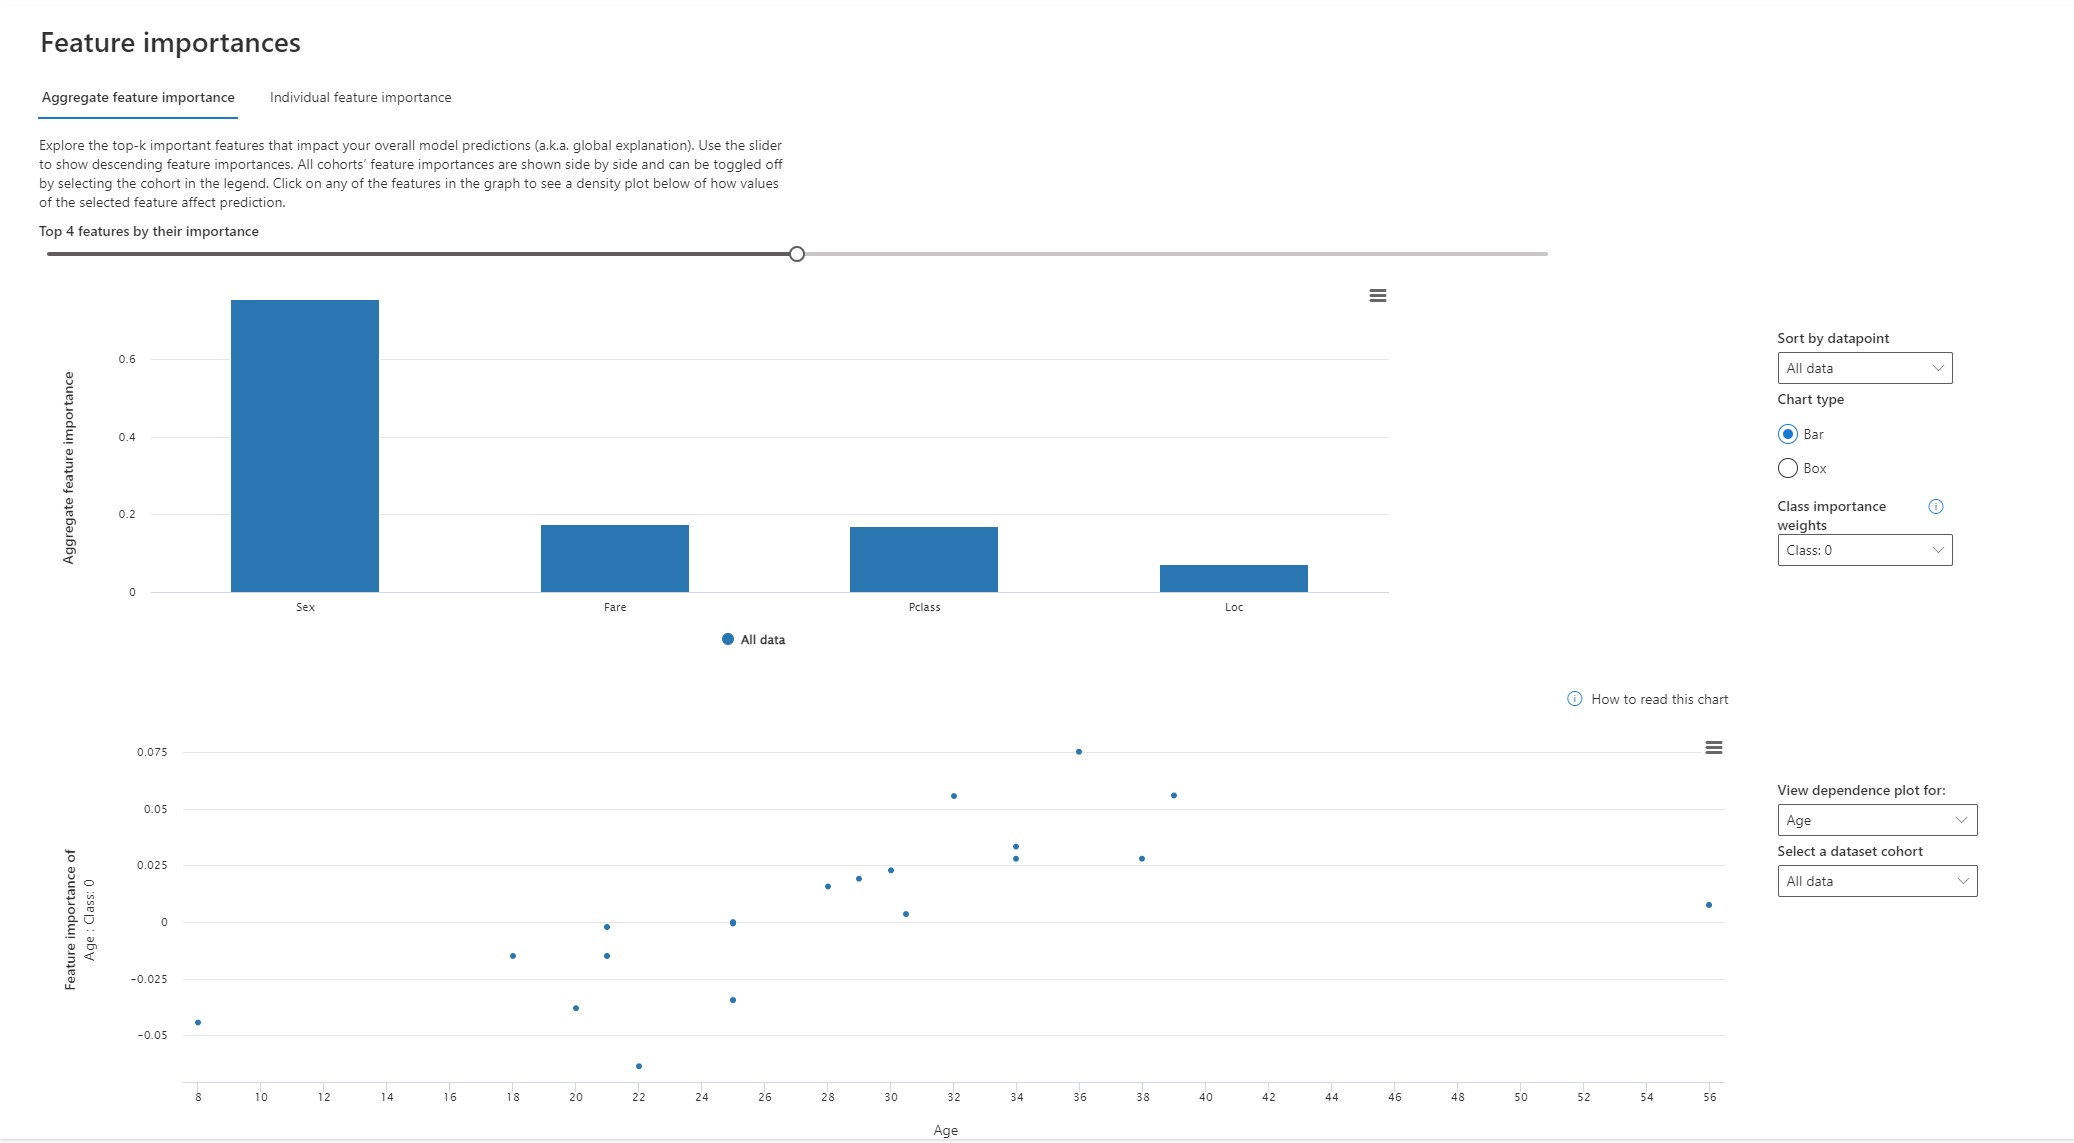 Feature importances
Aggregate feature importance
Individual feature importance
Explore the top-k important features that impact your overall model predictions (a.k.a. global explanation). Use the slider
to show descending feature importances. All cohorts' feature importances are shown side by side and can be toggled off
by selecting the cohort in the legend. Click on any of the features in the graph to see a density plot below of how values
of the selected feature affect prediction.
Top 4 features by their importance
Aggregate feature importance
0.6
0.4
0.2
0
Sex
Fare
Pclass
Loc
All data
Sort by datapoint
All data
Chart type
Bar
Box
Class importance
weights
Class: 0
How to read this chart
Feature importance of
Age : Class: 0
0.075
0.05
0.025
0
−0.025
−0.05
8
10
12
14
16
18
20
22
24
26
28
30
32
34
36
38
40
42
44
46
48
50
52
54
56
Age
View dependence plot for:
Age
Select a dataset cohort
All data